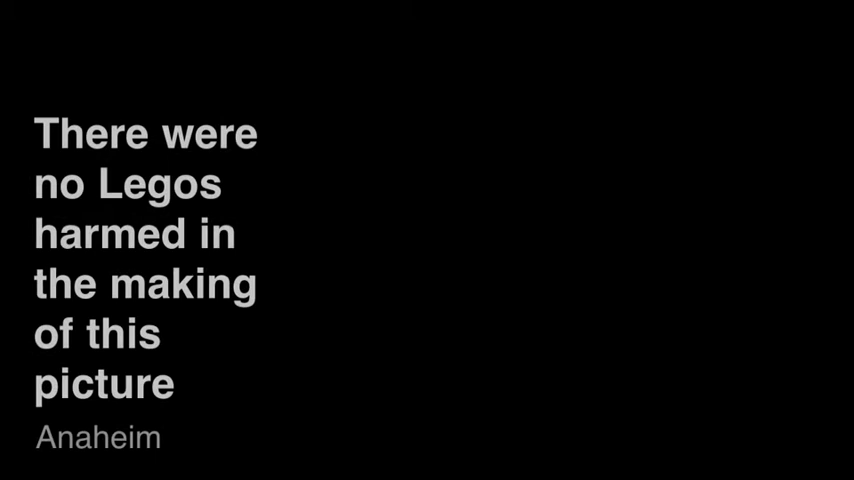 There were
no Legos
harmed in
the making
of this
picture
Anaheim